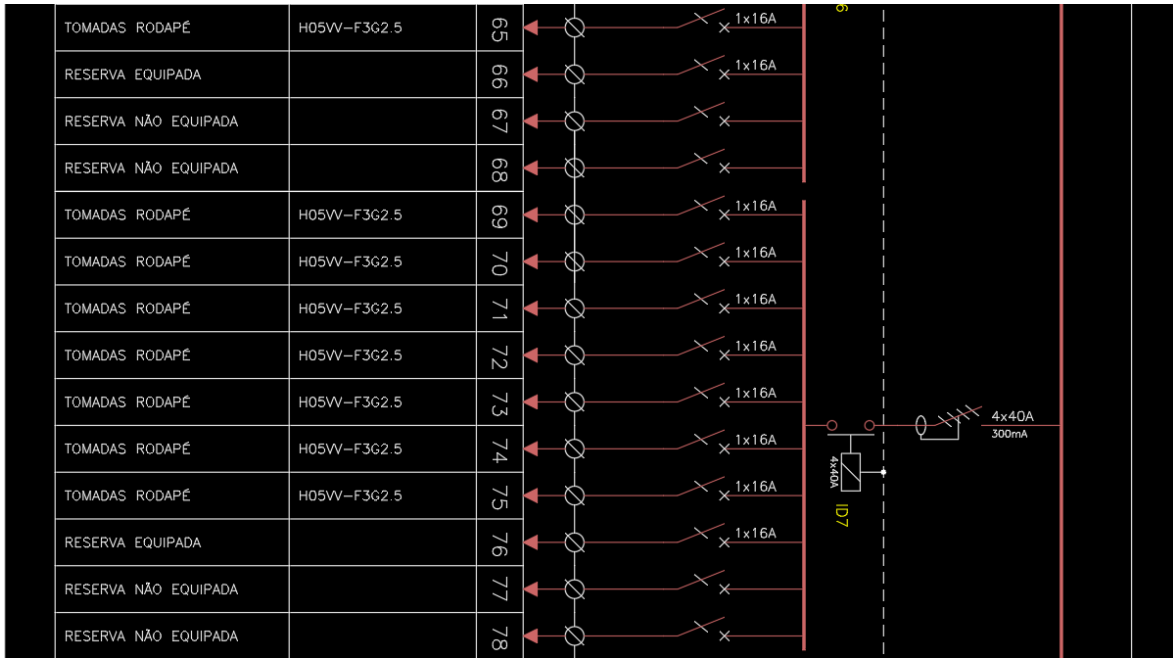 TOMADAS RODAPÉ H05VV-F3G2.5 65 1x16A
RESERVA EQUIPADA 66 1x16A
RESERVA NÃO EQUIPADA 67
RESERVA NÃO EQUIPADA 68
TOMADAS RODAPÉ H05VV-F3G2.5 69 1x16A
TOMADAS RODAPÉ H05VV-F3G2.5 70 1x16A
TOMADAS RODAPÉ H05VV-F3G2.5 71 1x16A
TOMADAS RODAPÉ H05VV-F3G2.5 72 1x16A
TOMADAS RODAPÉ H05VV-F3G2.5 73 1x16A
4x40A
300mA
TOMADAS RODAPÉ H05VV-F3G2.5 74 1x16A
4x40A
TOMADAS RODAPÉ H05VV-F3G2.5 75 1x16A
ID7
RESERVA EQUIPADA 76 1x16A
RESERVA NÃO EQUIPADA 77
RESERVA NÃO EQUIPADA 78